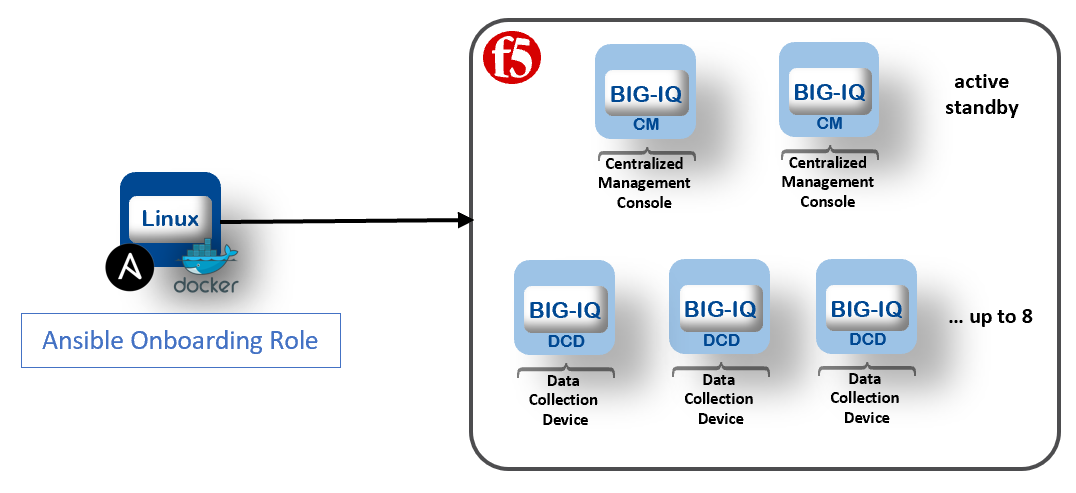 f5
BIG-IQ
CM
Centralized
Management
Console
BIG-IQ
CM
Centralized
Management
Console
active
standby
Linux
docker
Ansible Onboarding Role
BIG-IQ
DCD
Data
Collection
Device
BIG-IQ
DCD
Data
Collection
Device
BIG-IQ
DCD
Data
Collection
Device
... up to 8